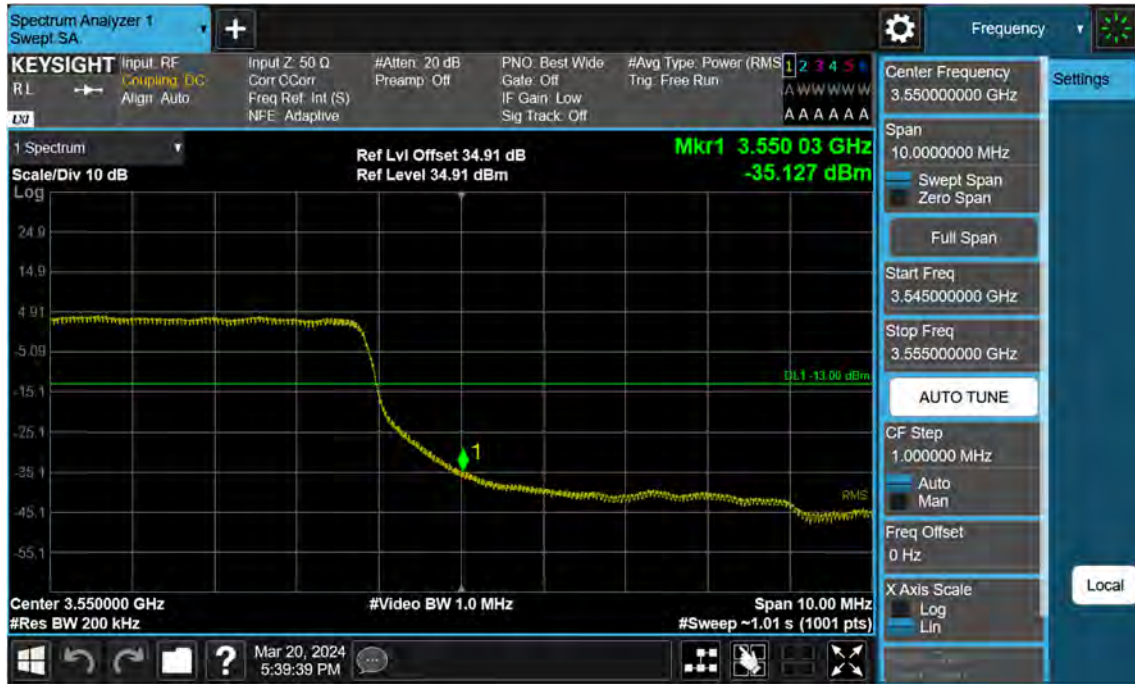 Spectrum Analyzer 1
Swept SA
Frequency
KEYSIGHT
RL
LXI
Input: RF
Coupling: DC
Align: Auto
Input Z: 50 Ω
Corr CCorr
Freq Ref: Int (S)
NFE: Adaptive
#Atten: 20 dB
Preamp: Off
PNO: Best Wide
Gate: Off
IF Gain: Low
Sig Track: Off
#Avg Type: Power (RMS
Trig: Free Run
1 2 3 4 5 6
A W W W W W
A A A A A A
1 Spectrum
Scale/Div 10 dB
Ref Lvl Offset 34.91 dB
Ref Level 34.91 dBm
Mkr1 3.550 03 GHz
-35.127 dBm
Log
24.9
14.9
4.91
-5.09
-15.1
-25.1
-35.1
-45.1
-55.1
DL1 -13.00 dBm
1
RMS
Center 3.550000 GHz
#Res BW 200 kHz
#Video BW 1.0 MHz
Span 10.00 MHz
#Sweep ~1.01 s (1001 pts)
Center Frequency
3.550000000 GHz
Settings
Span
10.0000000 MHz
Swept Span
Zero Span
Full Span
Start Freq
3.545000000 GHz
Stop Freq
3.555000000 GHz
AUTO TUNE
CF Step
1.000000 MHz
Auto
Man
Freq Offset
0 Hz
X Axis Scale
Log
Lin
Local
?
Mar 20, 2024
5:39:39 PM